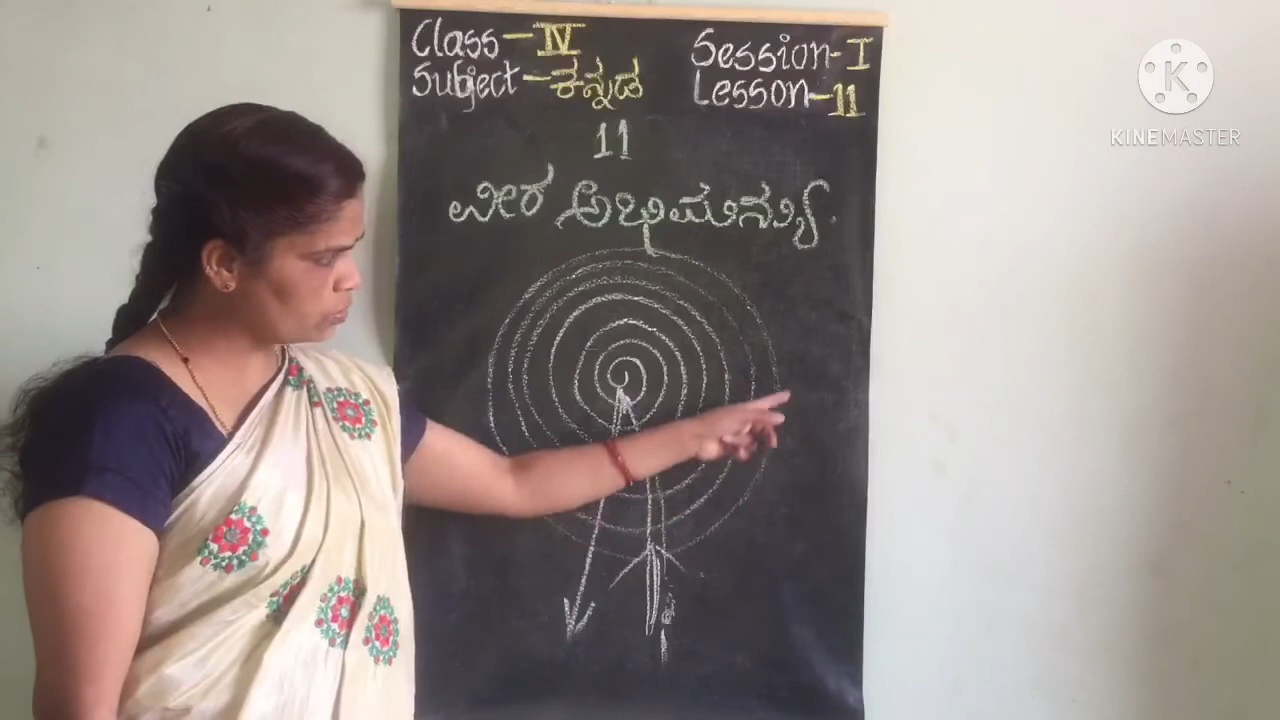 Class-IV
Session-I
Subject-ಕನ್ನಡ
Lesson-11
11
ವೀರ ಅಭಿಮನ್ಯು.
K
KINEMASTER